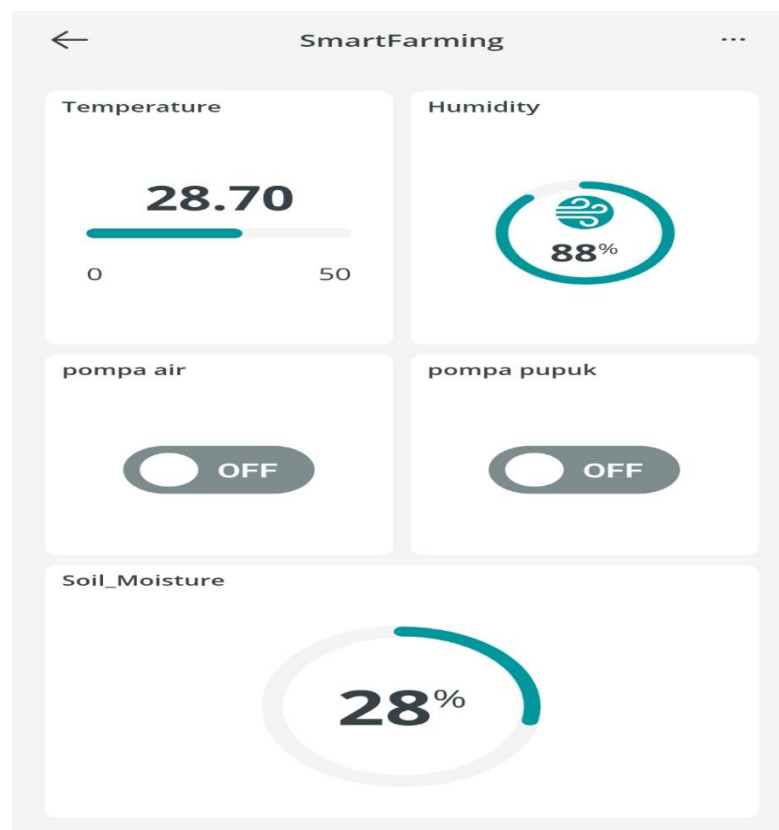 SmartFarming
...
Temperature
28.70
0 50
Humidity
88%
pompa air
OFF
pompa pupuk
OFF
Soil_Moisture
28%